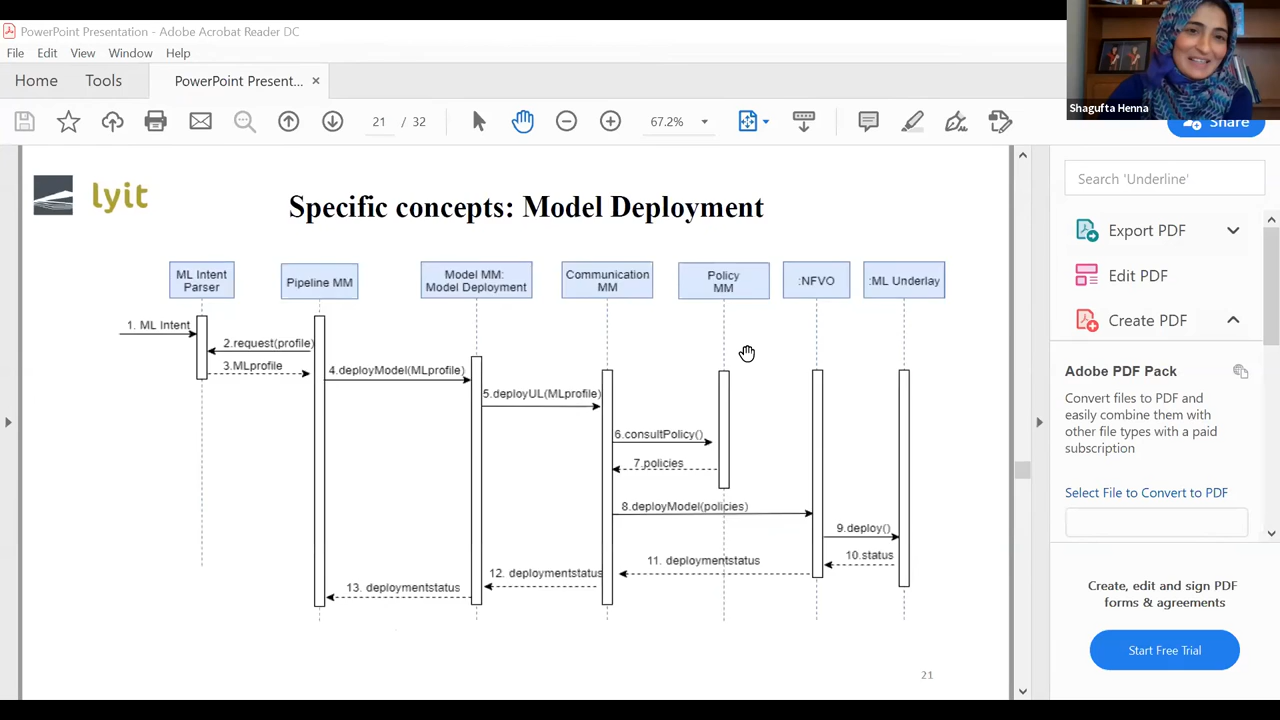 PowerPoint Presentation - Adobe Acrobat Reader DC
File Edit View Window Help
Home Tools PowerPoint Present... ×
21 / 32 67.2% Share
Shagufta Henna
lyit
Specific concepts: Model Deployment
ML Intent
Parser
Pipeline MM
Model MM:
Model Deployment
Communication
MM
Policy
MM
:NFVO
:ML Underlay
1. ML Intent
2.request(profile)
3.MLprofile
4.deployModel(MLprofile)
5.deployUL(MLprofile)
6.consultPolicy()
7.policies
8.deployModel(policies)
9.deploy()
10.status
11. deploymentstatus
12. deploymentstatus
13. deploymentstatus
21
Search 'Underline'
Export PDF
Edit PDF
Create PDF
Adobe PDF Pack
Convert files to PDF and
easily combine them with
other file types with a paid
subscription
Select File to Convert to PDF
Create, edit and sign PDF
forms & agreements
Start Free Trial